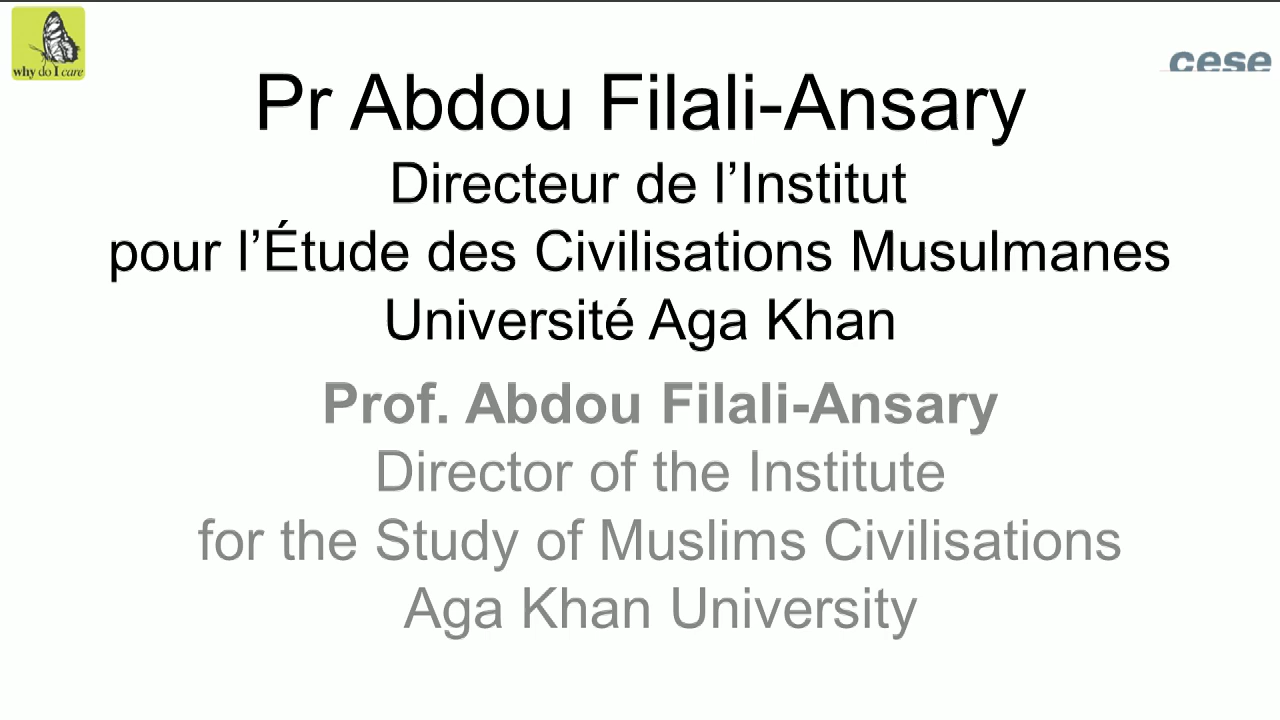 why do I care
cese
Pr Abdou Filali-Ansary
Directeur de l’Institut
pour l’Étude des Civilisations Musulmanes
Université Aga Khan
Prof. Abdou Filali-Ansary
Director of the Institute
for the Study of Muslims Civilisations
Aga Khan University